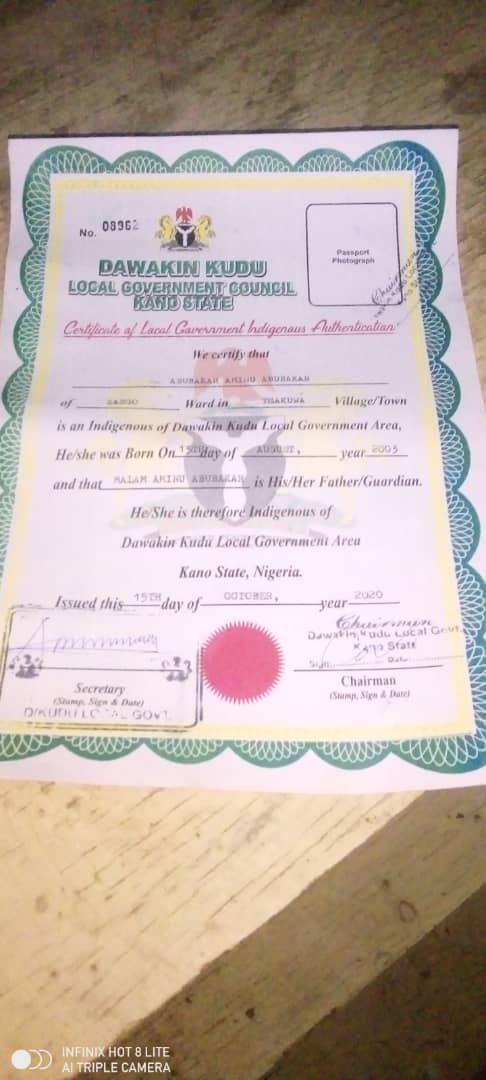 No. 08962
Passport
Photograph
DAWAKIN KUDU
LOCAL GOVERNMENT COUNCIL
KANO STATE
Chairman
Certificate of Local Government Indigenous Authentication
We certify that
ABUBAKAR AMINU ABUBAKAR
of Ward in TSAKUWA Village/Town
is an Indigenous of Dawakin Kudu Local Government Area,
He/she was Born On 15TH day of AUGUST, year 2005
and that MALAM AMINU ABUBAKAR is His/Her Father/Guardian.
He/She is therefore Indigenous of
Dawakin Kudu Local Government Area
Kano State, Nigeria.
Issued this 15TH day of OCTOBER, year 2020
Chairman
Dawakin Kudu Local Govt.
Kano State
Sign Date
Secretary
(Stamp, Sign & Date)
D/KUDU LOCAL GOVT.
Chairman
(Stamp, Sign & Date)
INFINIX HOT 8 LITE
AI TRIPLE CAMERA